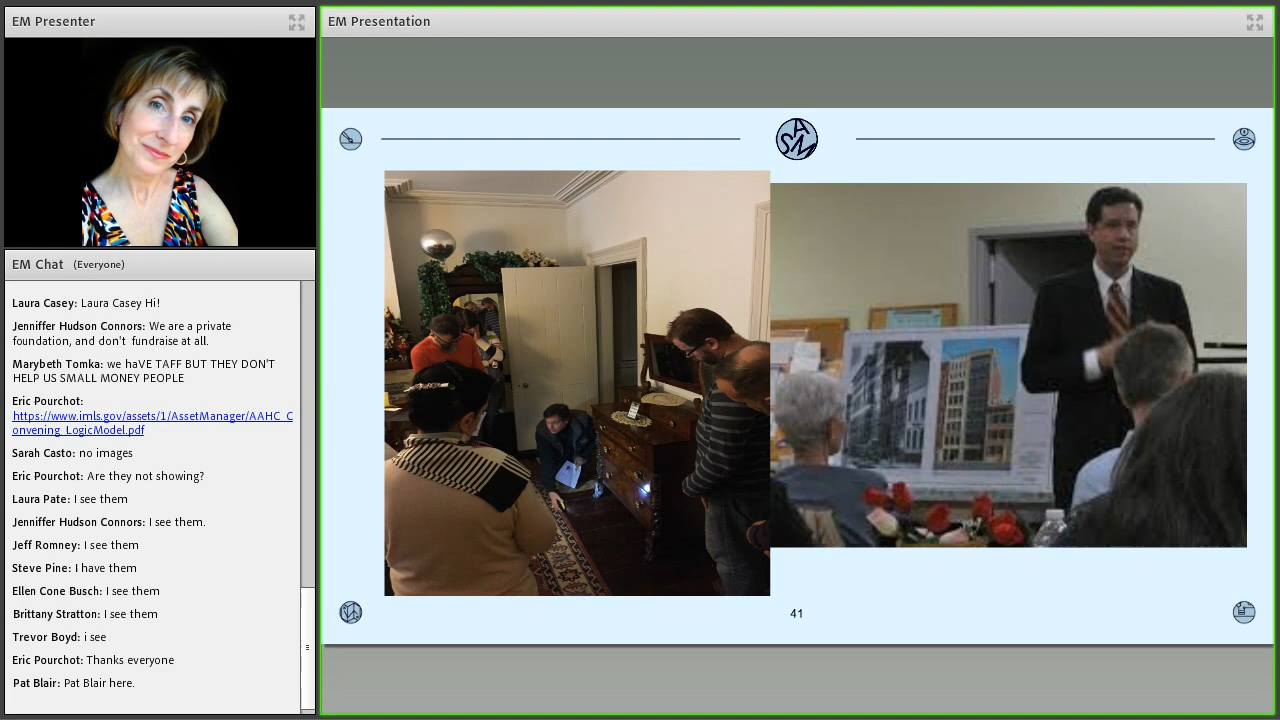 EM Presenter
EM Chat (Everyone)
Laura Casey: Laura Casey Hi!
Jenniffer Hudson Connors: We are a private
foundation, and don't fundraise at all.
Marybeth Tomka: we haVE TAFF BUT THEY DON'T
HELP US SMALL MONEY PEOPLE
Eric Pourchot:
https://www.imls.gov/assets/1/AssetManager/AAHC_C
onvening_LogicModel.pdf
Sarah Casto: no images
Eric Pourchot: Are they not showing?
Laura Pate: I see them
Jenniffer Hudson Connors: I see them.
Jeff Romney: I see them
Steve Pine: I have them
Ellen Cone Busch: I see them
Brittany Stratton: I see them
Trevor Boyd: i see
Eric Pourchot: Thanks everyone
Pat Blair: Pat Blair here.
EM Presentation
ASM
41